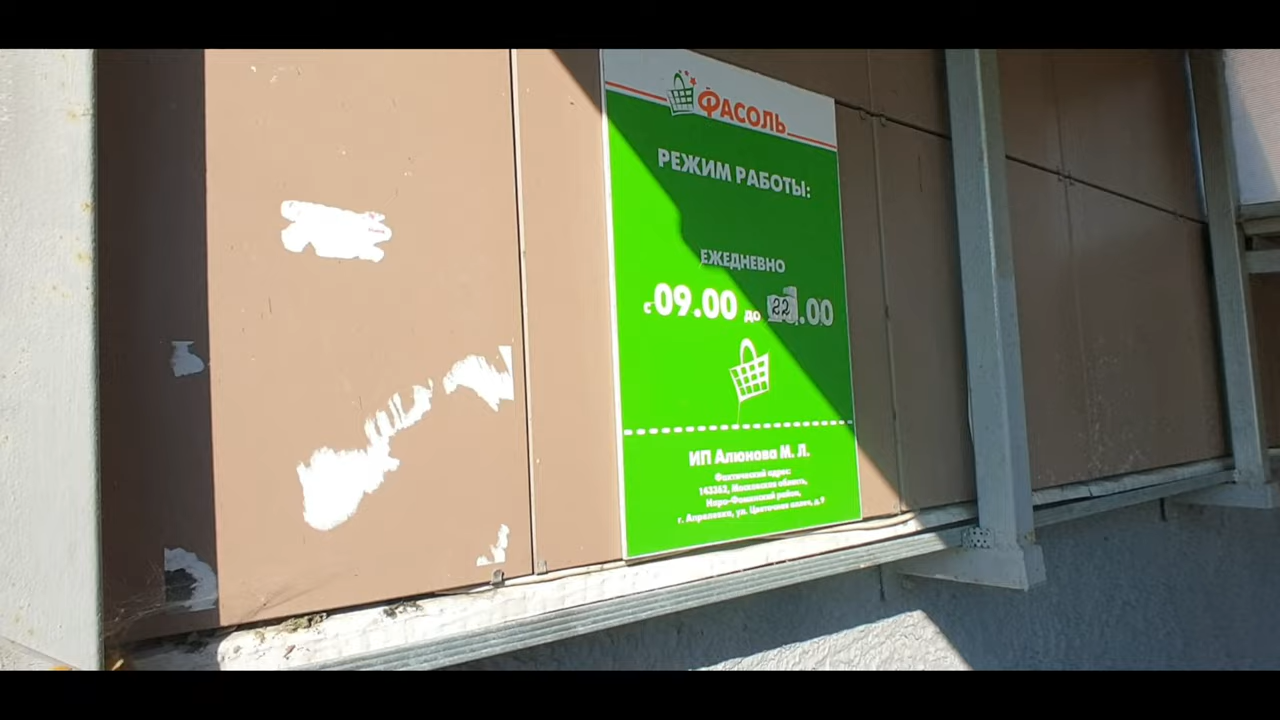 ФАСОЛЬ
РЕЖИМ РАБОТЫ:
ЕЖЕДНЕВНО
с 09.00 до 22.00
ИП Алюнова М. Л.
Фактический адрес:
143362, Московская область,
Наро-Фоминский район,
г. Апрелевка, ул. Цветочная аллея, д.9